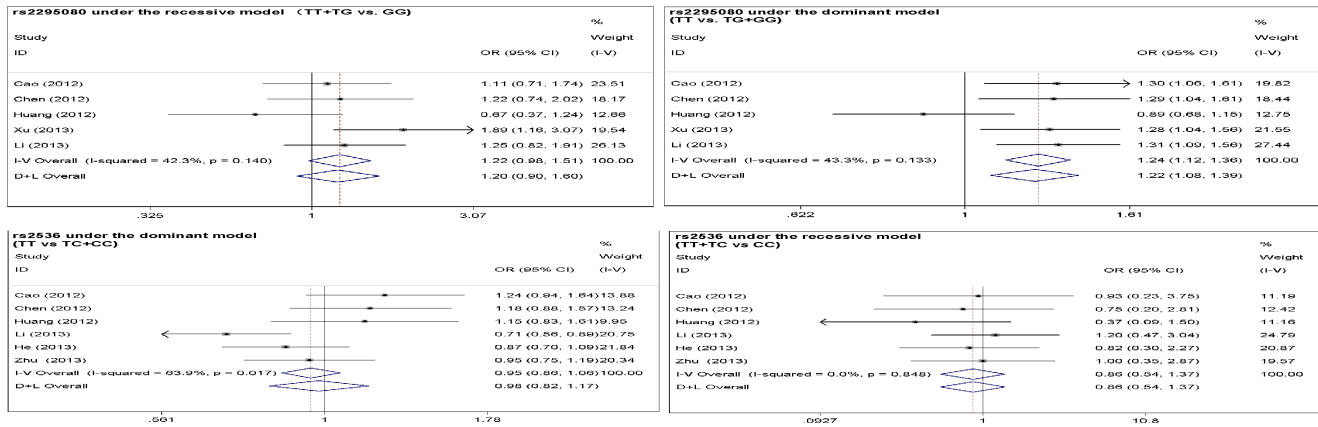 rs2295080 under the recessive model (TT+TG vs. GG)
%
Study Weight
ID OR (95% CI) (I-V)
Cao (2012) 1.11 (0.71, 1.74) 23.51
Chen (2012) 1.22 (0.74, 2.02) 18.17
Huang (2012) 0.67 (0.37, 1.24) 12.66
Xu (2013) 1.89 (1.16, 3.07) 19.54
Li (2013) 1.25 (0.82, 1.91) 26.13
I-V Overall (I-squared = 42.3%, p = 0.140) 1.22 (0.98, 1.51) 100.00
D+L Overall 1.20 (0.90, 1.60)
.325 1 3.07
rs2295080 under the dominant model
(TT vs. TG+GG)
%
Study Weight
ID OR (95% CI) (I-V)
Cao (2012) 1.30 (1.06, 1.61) 19.82
Chen (2012) 1.29 (1.04, 1.61) 18.44
Huang (2012) 0.89 (0.68, 1.15) 12.75
Xu (2013) 1.28 (1.04, 1.56) 21.55
Li (2013) 1.31 (1.09, 1.56) 27.44
I-V Overall (I-squared = 43.3%, p = 0.133) 1.24 (1.12, 1.36) 100.00
D+L Overall 1.22 (1.08, 1.39)
.622 1 1.61
rs2536 under the dominant model
(TT vs TC+CC)
%
Study Weight
ID OR (95% CI) (I-V)
Cao (2012) 1.24 (0.94, 1.64) 13.88
Chen (2012) 1.18 (0.88, 1.57) 13.24
Huang (2012) 1.15 (0.83, 1.61) 9.95
Li (2013) 0.71 (0.56, 0.89) 20.75
He (2013) 0.87 (0.70, 1.09) 21.84
Zhu (2013) 0.95 (0.75, 1.19) 20.34
I-V Overall (I-squared = 63.9%, p = 0.017) 0.95 (0.86, 1.06) 100.00
D+L Overall 0.98 (0.82, 1.17)
.561 1 1.78
rs2536 under the recessive model
(TT+TC vs CC)
%
Study Weight
ID OR (95% CI) (I-V)
Cao (2012) 0.93 (0.23, 3.75) 11.19
Chen (2012) 0.75 (0.20, 2.81) 12.42
Huang (2012) 0.37 (0.09, 1.50) 11.16
Li (2013) 1.20 (0.47, 3.04) 24.79
He (2013) 0.82 (0.30, 2.27) 20.87
Zhu (2013) 1.00 (0.35, 2.87) 19.57
I-V Overall (I-squared = 0.0%, p = 0.848) 0.86 (0.54, 1.37) 100.00
D+L Overall 0.86 (0.54, 1.37)
.0927 1 10.8